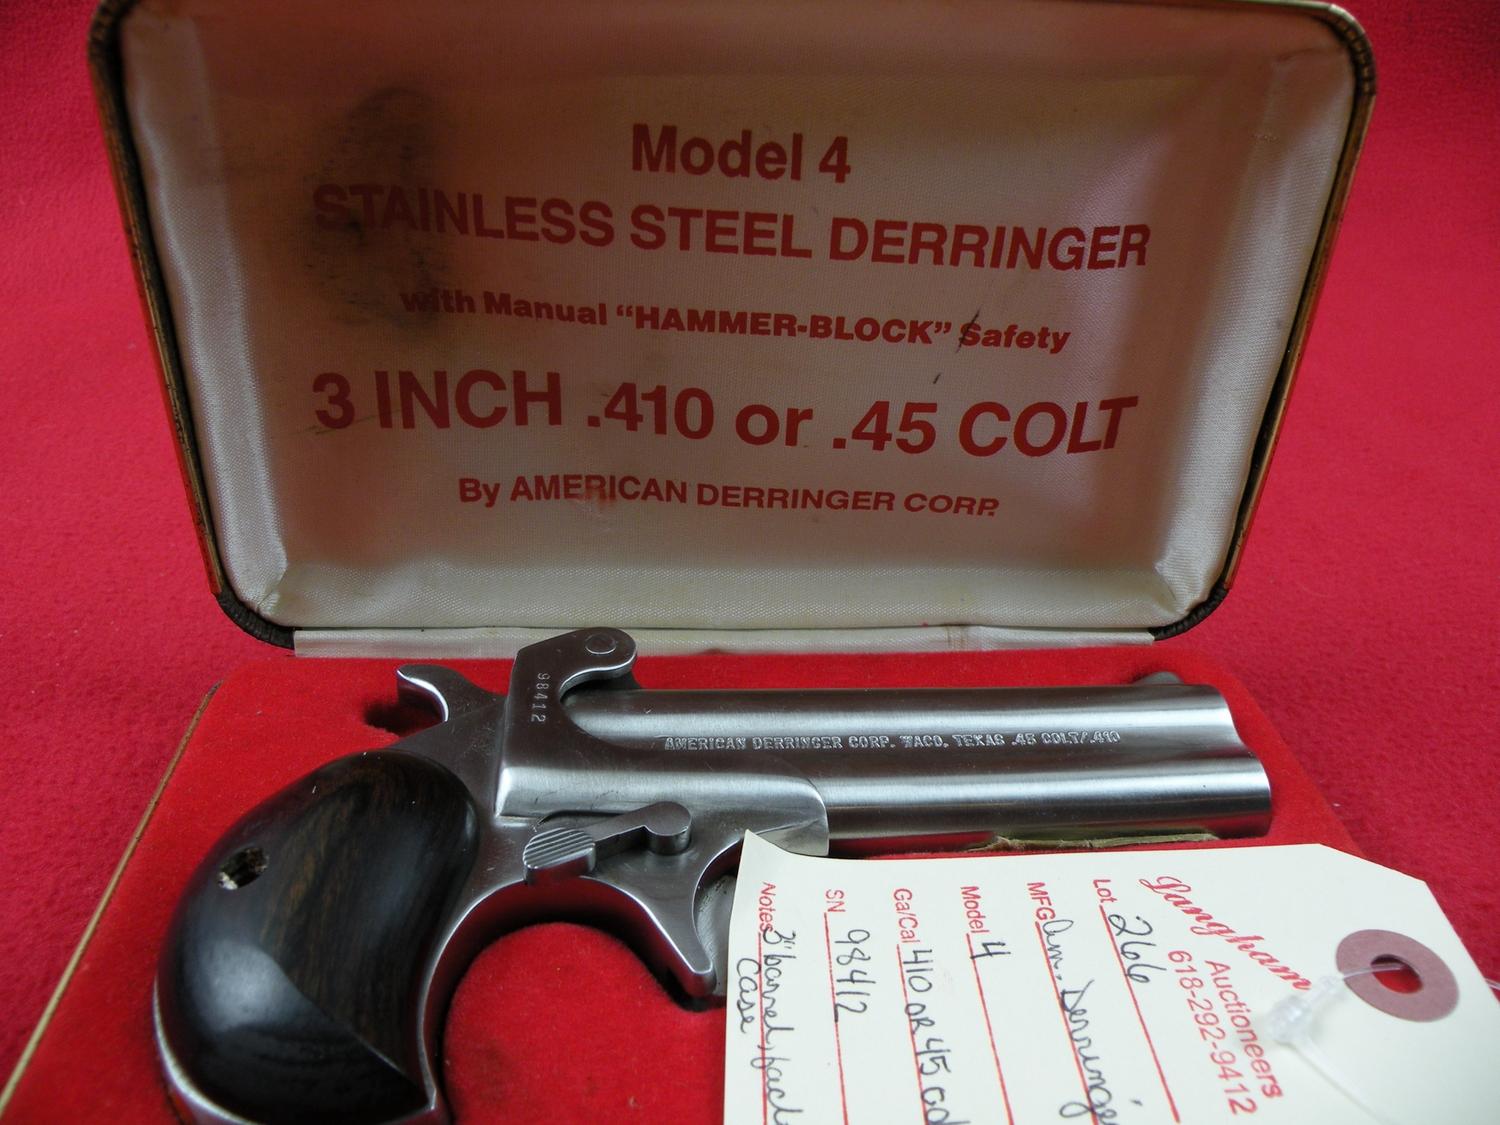 Model 4
STAINLESS STEEL DERRINGER
with Manual “HAMMER-BLOCK” Safety
3 INCH .410 or .45 COLT
By AMERICAN DERRINGER CORP.
98412
AMERICAN DERRINGER CORP. WACO, TEXAS .45 COLT/.410
Langham
Auctioneers
618-292-9412
Lot 266
MFG Am. Derringe
Model 4
Ga/Cal 410 OR 45
SN 98412
Notes 3" barrel,
Case